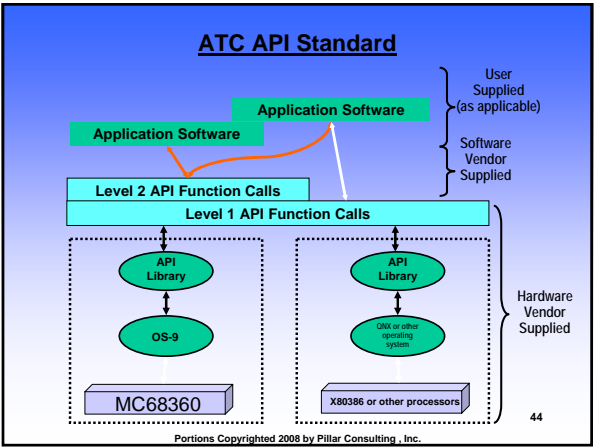 ATC API Standard
User
Supplied
(as applicable)
Application Software
Application Software
Software
Vendor
Supplied
Level 2 API Function Calls
Level 1 API Function Calls
API
Library
API
Library
Hardware
Vendor
Supplied
OS-9
QNX or other
operating
system
MC68360
X80386 or other processors
44
Portions Copyrighted 2008 by Pillar Consulting , Inc.